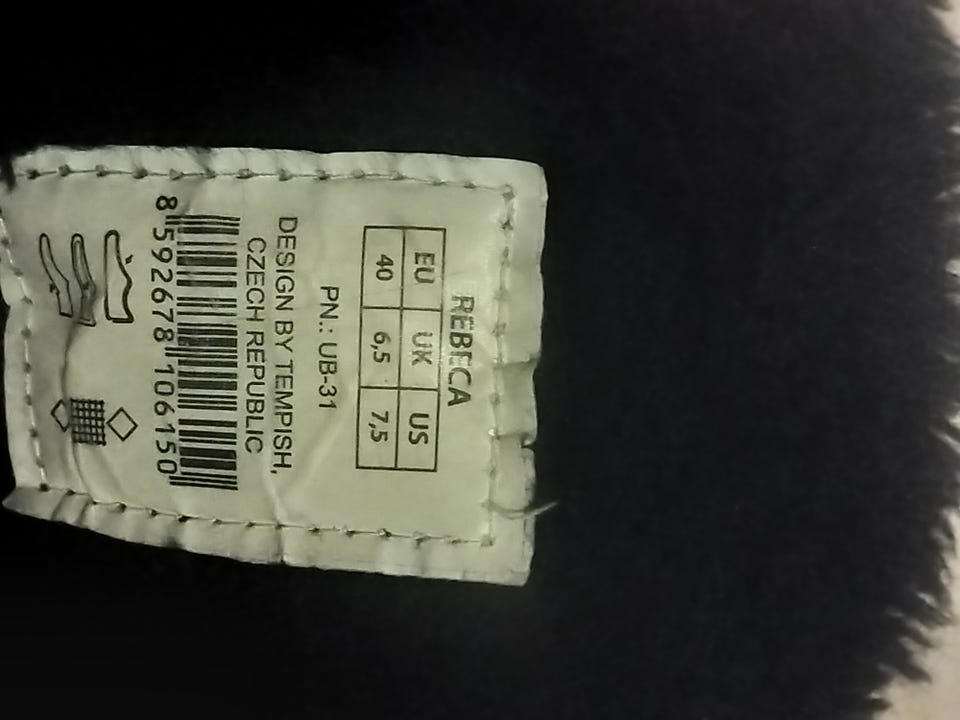 REBECA
EU UK US
40 6,5 7,5
PN.: UB-31
DESIGN BY TEMPISH,
CZECH REPUBLIC
8 592678 106150